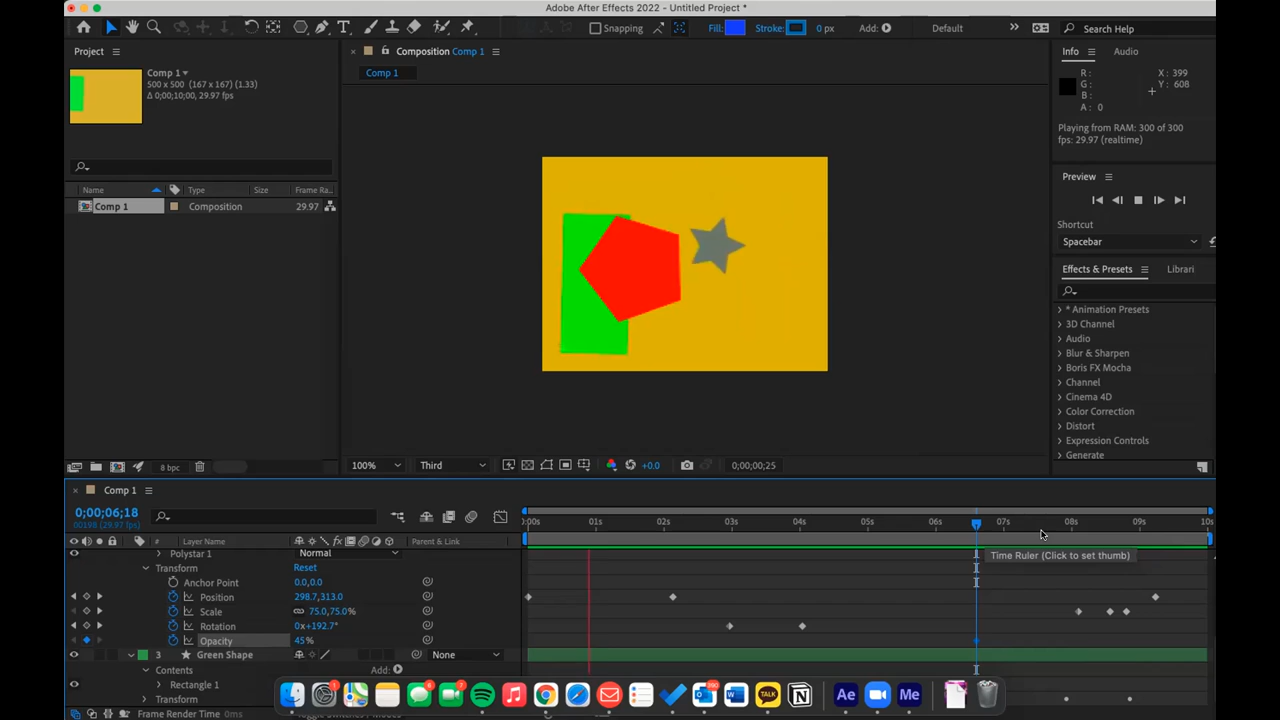 Adobe After Effects 2022 - Untitled Project *
Snapping
Fill:
Stroke:
0 px
Add:
Default
Search Help
Project
Comp 1
500 x 500 (167 x 167) (1.33)
Δ 0;00;10;00, 29.97 fps
Name
Type
Size
Frame Ra...
Comp 1
Composition
29.97
8 bpc
Composition Comp 1
Comp 1
100%
Third
+0.0
0;00;00;25
Info
Audio
R:
G:
B:
A: 0
X: 399
Y: 608
Playing from RAM: 300 of 300
fps: 29.97 (realtime)
Preview
Shortcut
Spacebar
Effects & Presets
Librari
* Animation Presets
3D Channel
Audio
Blur & Sharpen
Boris FX Mocha
Channel
Cinema 4D
Color Correction
Distort
Expression Controls
Generate
Comp 1
0;00;06;18
00198 (29.97 fps)
:00s 01s 02s 03s 04s 05s 06s 07s 08s 09s 10s
# Layer Name
Parent & Link
Polystar 1
Normal
Time Ruler (Click to set thumb)
Transform
Reset
Anchor Point
0.0,0.0
Position
298.7,313.0
Scale
75.0,75.0%
Rotation
0x+192.7°
Opacity
45%
3 Green Shape
None
Contents
Add:
Rectangle 1
Transform
Frame Render Time
TALK
Ae
Me